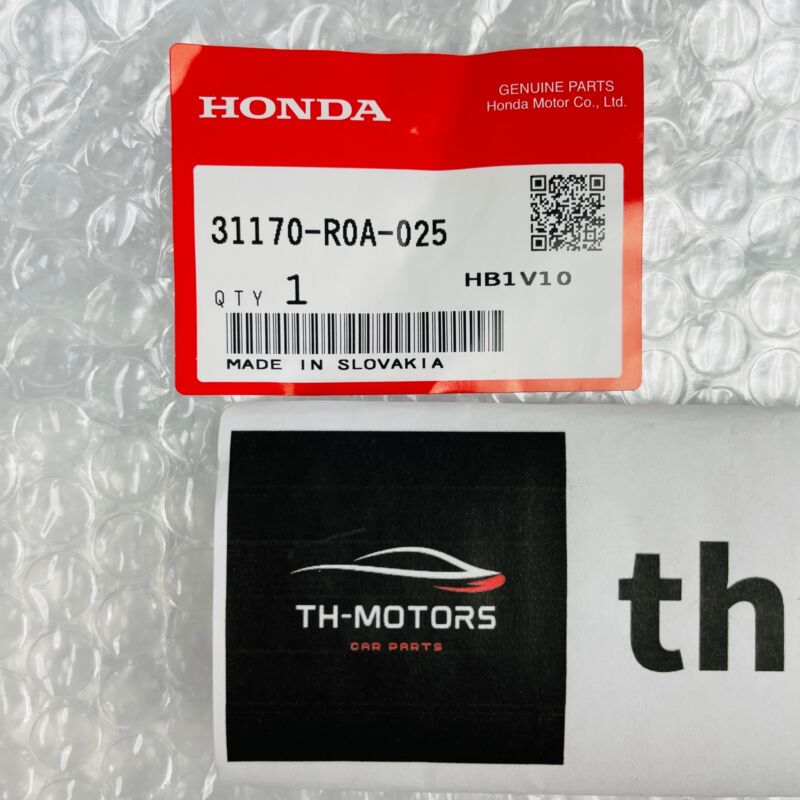 HONDA
GENUINE PARTS
Honda Motor Co., Ltd.
31170-R0A-025
QTY 1
HB1V10
MADE IN SLOVAKIA
TH-MOTORS
CAR PARTS
th